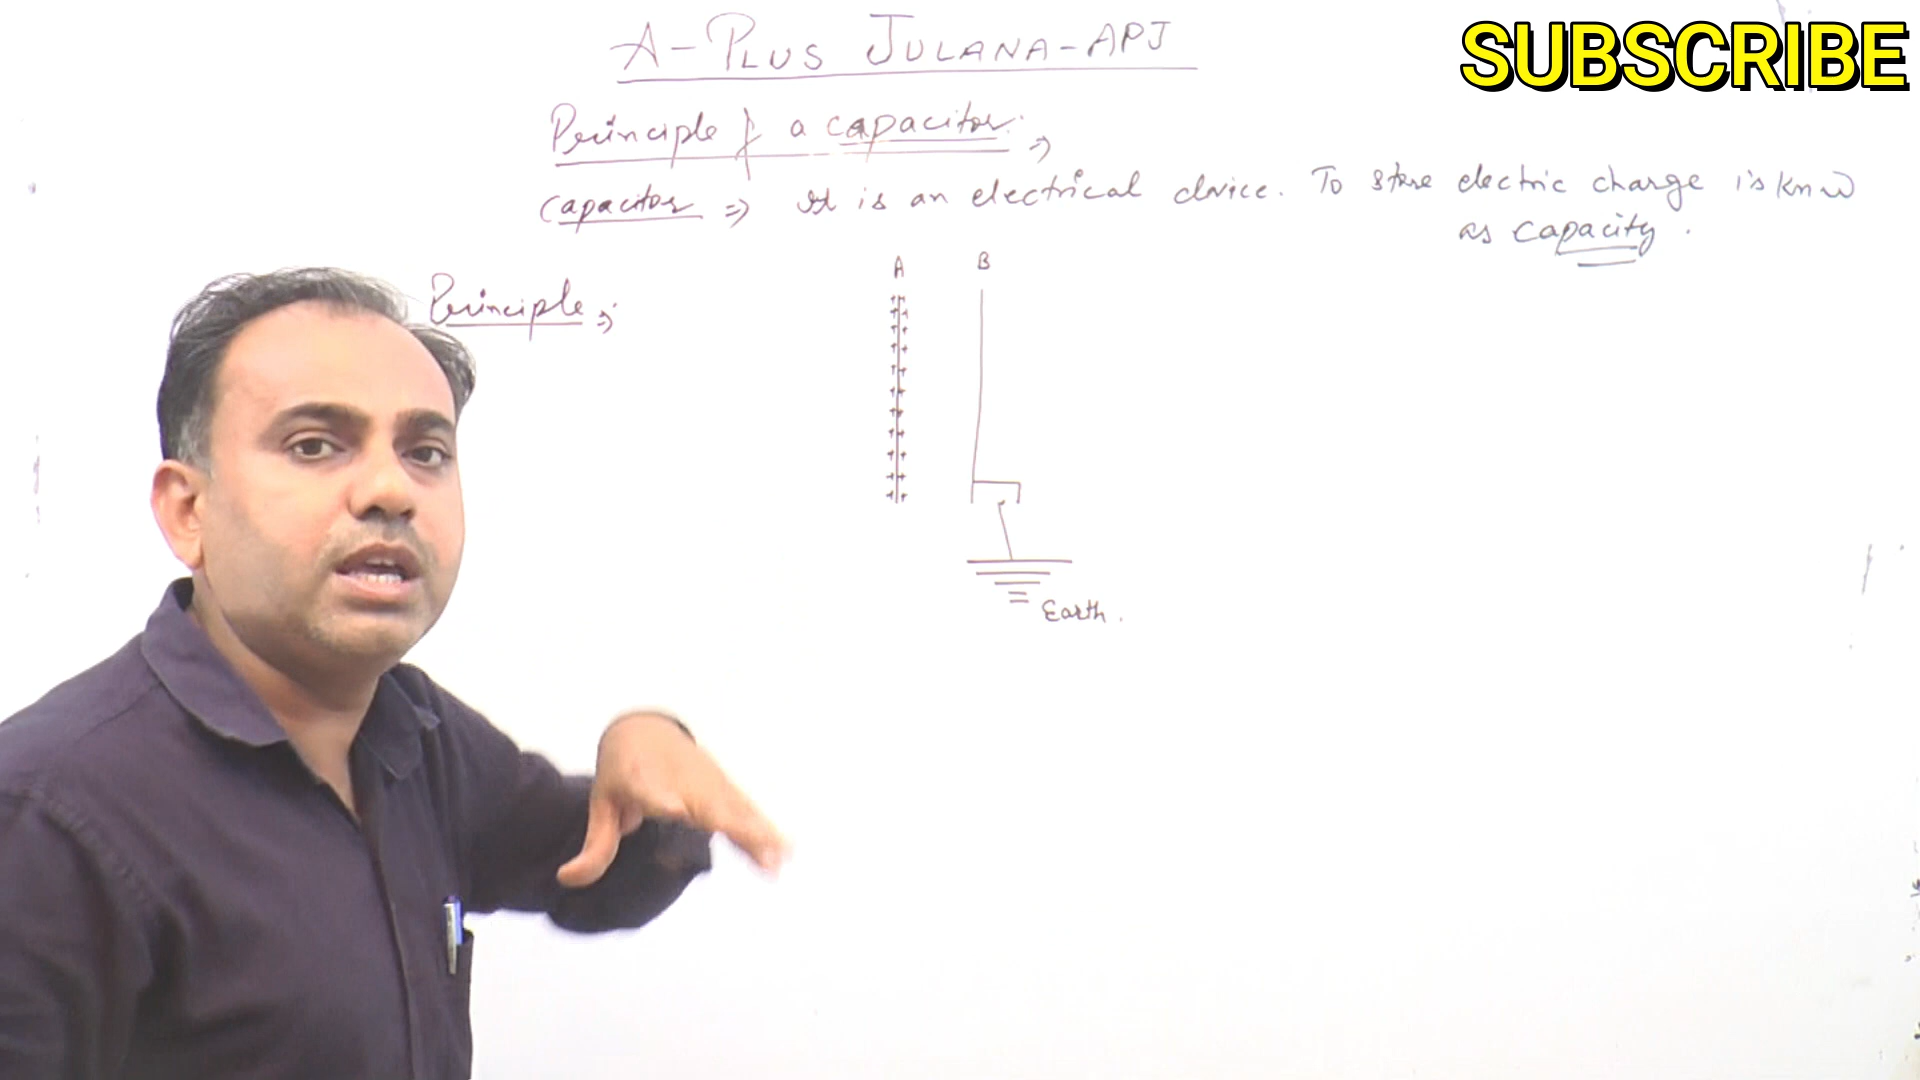 A-PLUS JULANA-APJ
SUBSCRIBE
Principle of a capacitor. ⇒
Capacitor ⇒ It is an electrical device. To store electric charge is know
as capacity.
Principle ⇒
A B
Earth.